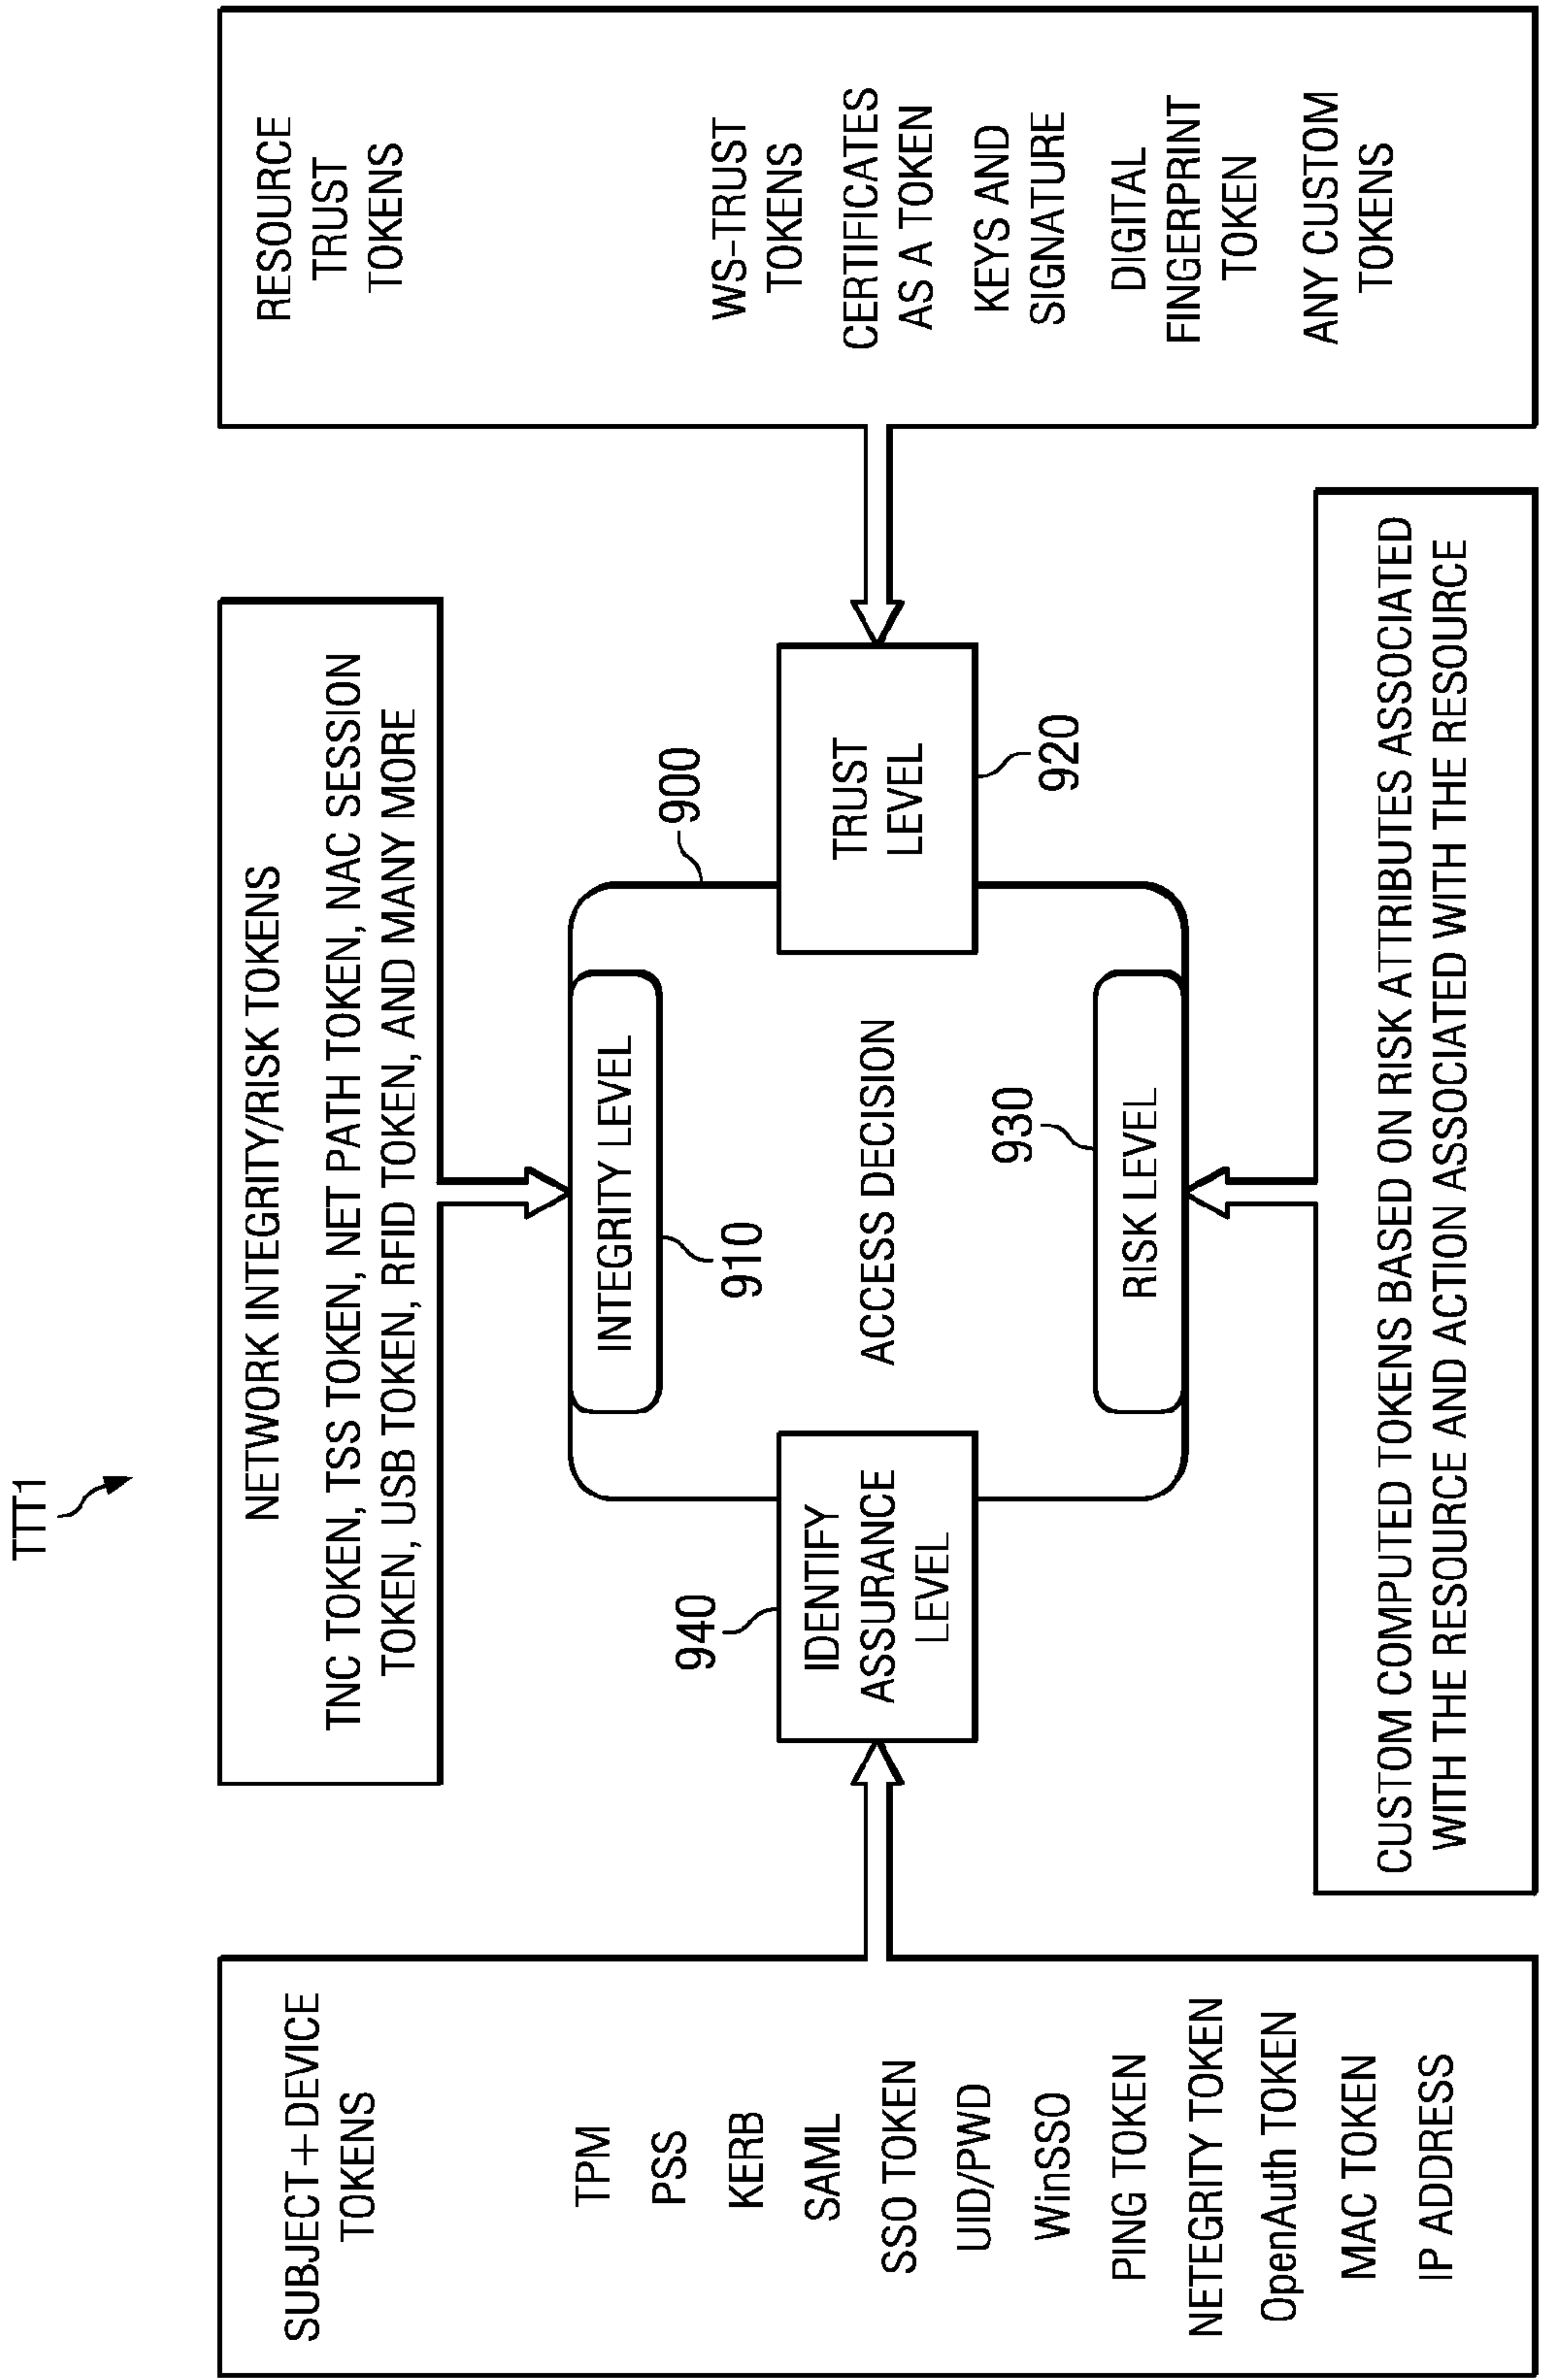 TTT1
SUBJECT+DEVICE
TOKENS
TPM
PSS
KERB
SAML
SSO TOKEN
UID/PWD
WinSSO
PING TOKEN
NETEGRITY TOKEN
OpenAuth TOKEN
MAC TOKEN
IP ADDRESS
NETWORK INTEGRITY/RISK TOKENS
TNC TOKEN, TSS TOKEN, NET PATH TOKEN, NAC SESSION
TOKEN, USB TOKEN, RFID TOKEN, AND MANY MORE
940
IDENTIFY
ASSURANCE
LEVEL
INTEGRITY LEVEL
910
900
ACCESS DECISION
930
RISK LEVEL
TRUST
LEVEL
920
CUSTOM COMPUTED TOKENS BASED ON RISK ATTRIBUTES ASSOCIATED
WITH THE RESOURCE AND ACTION ASSOCIATED WITH THE RESOURCE
RESOURCE
TRUST
TOKENS
WS-TRUST
TOKENS
CERTIFICATES
AS A TOKEN
KEYS AND
SIGNATURE
DIGITAL
FINGERPRINT
TOKEN
ANY CUSTOM
TOKENS